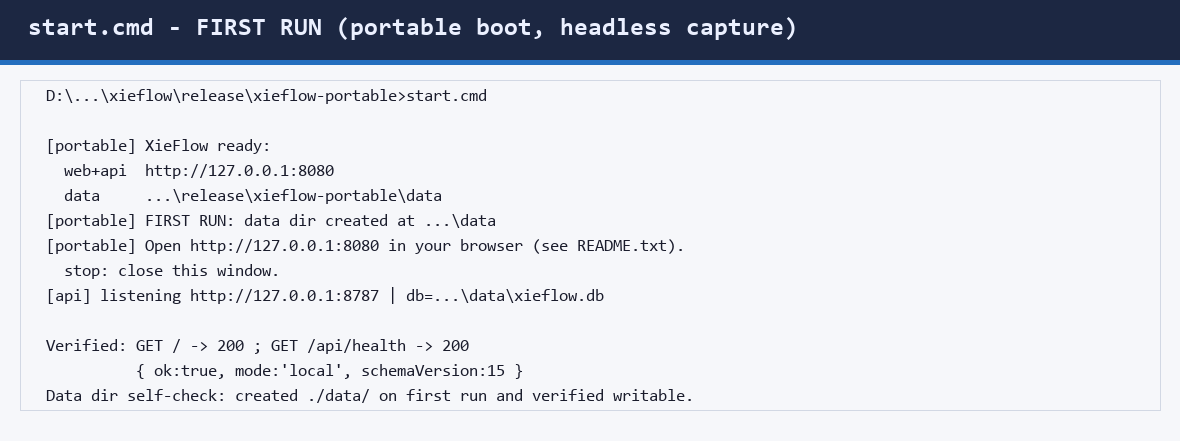 start.cmd - FIRST RUN (portable boot, headless capture)
D:\...\xieflow\release\xieflow-portable>start.cmd
[portable] XieFlow ready:
web+api  http://127.0.0.1:8080
data     ...\release\xieflow-portable\data
[portable] FIRST RUN: data dir created at ...\data
[portable] Open http://127.0.0.1:8080 in your browser (see README.txt).
stop: close this window.
[api] listening http://127.0.0.1:8787 | db=...\data\xieflow.db
Verified: GET / -> 200 ; GET /api/health -> 200
{ ok:true, mode:'local', schemaVersion:15 }
Data dir self-check: created ./data/ on first run and verified writable.